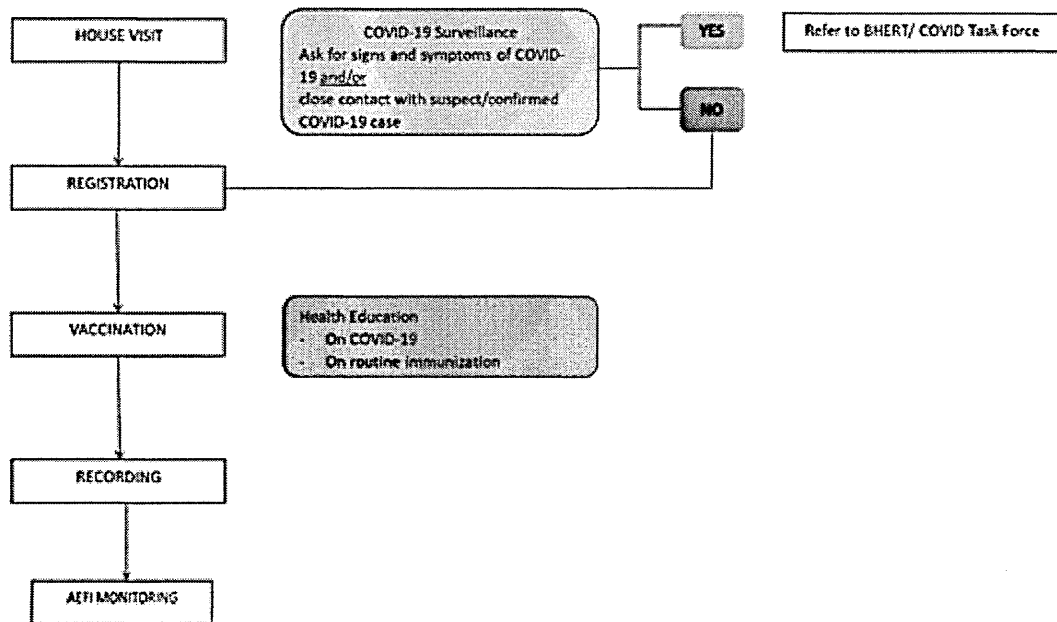 HOUSE VISIT
COVID-19 Surveillance
Ask for signs and symptoms of COVID-
19 and/or
close contact with suspect/confirmed
COVID-19 case
YES
Refer to BHERT/ COVID Task Force
NO
REGISTRATION
VACCINATION
Health Education
- On COVID-19
- On routine immunization
RECORDING
AEFI MONITORING